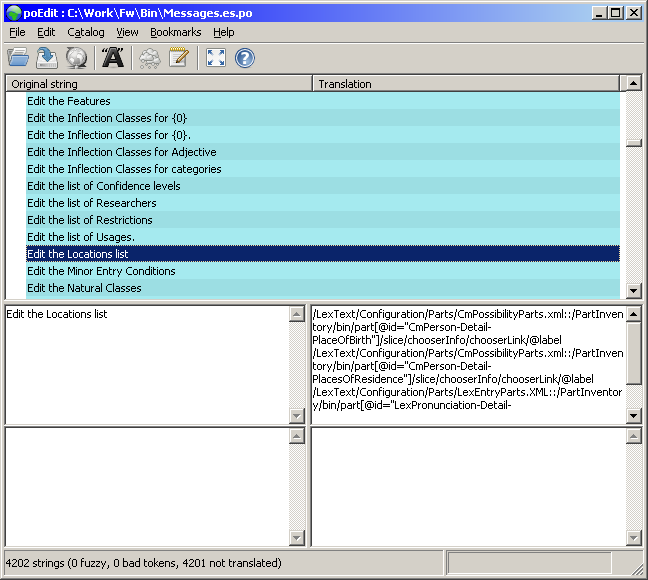 poEdit : C:\Work\Fw\Bin\Messages.es.po
File Edit Catalog View Bookmarks Help
"A"
?
Original string Translation
Edit the Features
Edit the Inflection Classes for {0}
Edit the Inflection Classes for {0}.
Edit the Inflection Classes for Adjective
Edit the Inflection Classes for categories
Edit the list of Confidence levels
Edit the list of Researchers
Edit the list of Restrictions
Edit the list of Usages.
Edit the Locations list
Edit the Minor Entry Conditions
Edit the Natural Classes
Edit the Locations list
/LexText/Configuration/Parts/CmPossibilityParts.xml::/PartInven
tory/bin/part[@id="CmPerson-Detail-
PlaceOfBirth"]/slice/chooserInfo/chooserLink/@label
/LexText/Configuration/Parts/CmPossibilityParts.xml::/PartInven
tory/bin/part[@id="CmPerson-Detail-
PlacesOfResidence"]/slice/chooserInfo/chooserLink/@label
/LexText/Configuration/Parts/LexEntryParts.XML::/PartInventor
y/bin/part[@id="LexPronunciation-Detail-
4202 strings (0 fuzzy, 0 bad tokens, 4201 not translated)